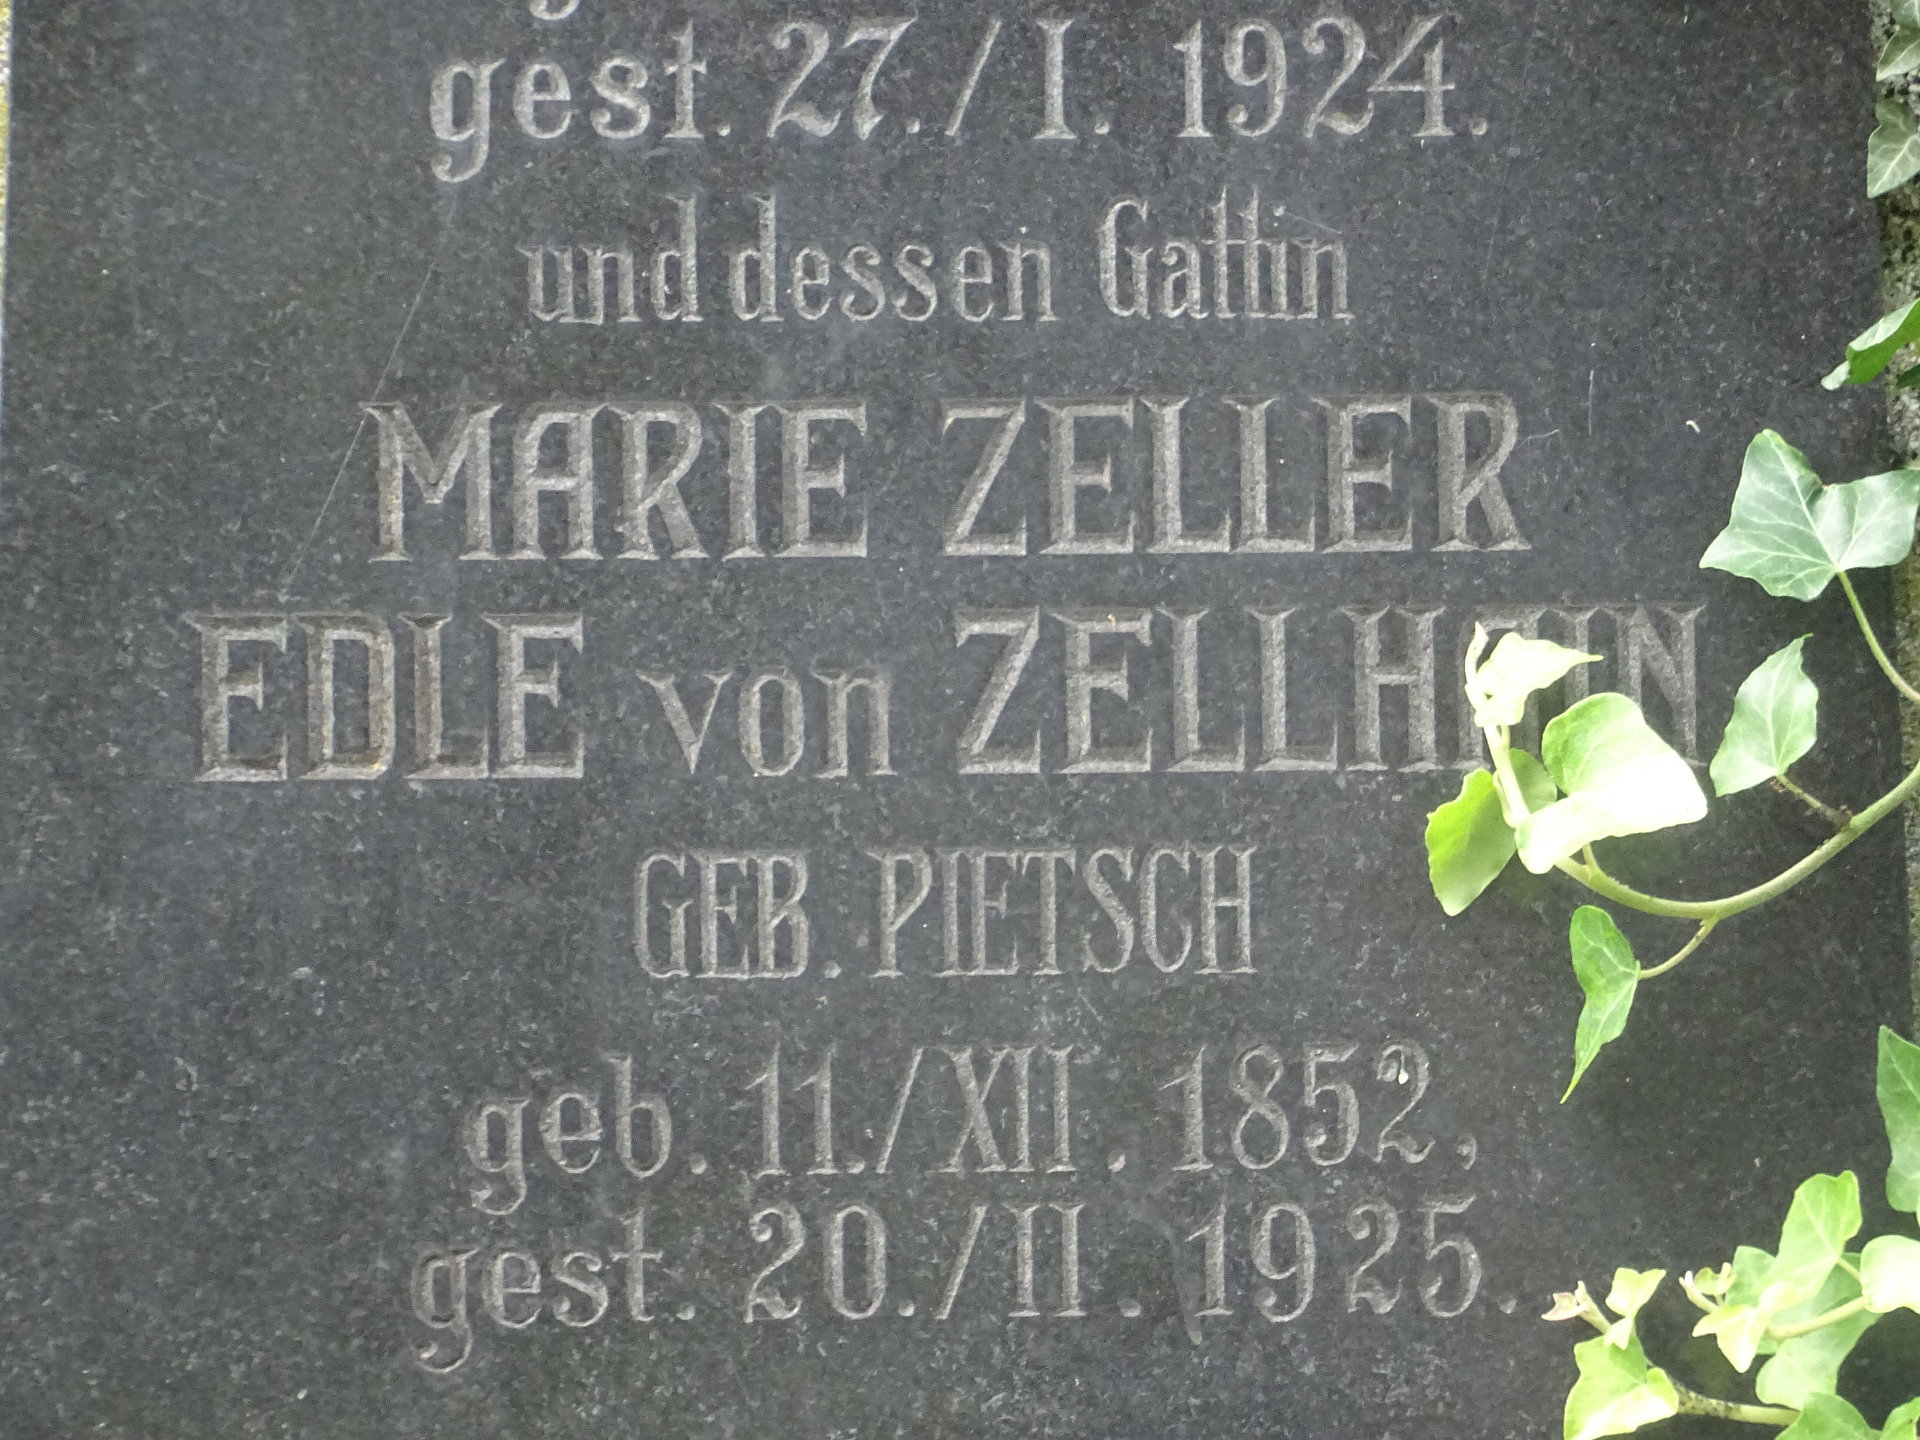 gest. 27./I. 1924.
und dessen Gattin
MARIE ZELLER
EDLE von ZELLHAIN
GEB. PIETSCH
geb. 11./XII. 1852,
gest. 20./II. 1925.